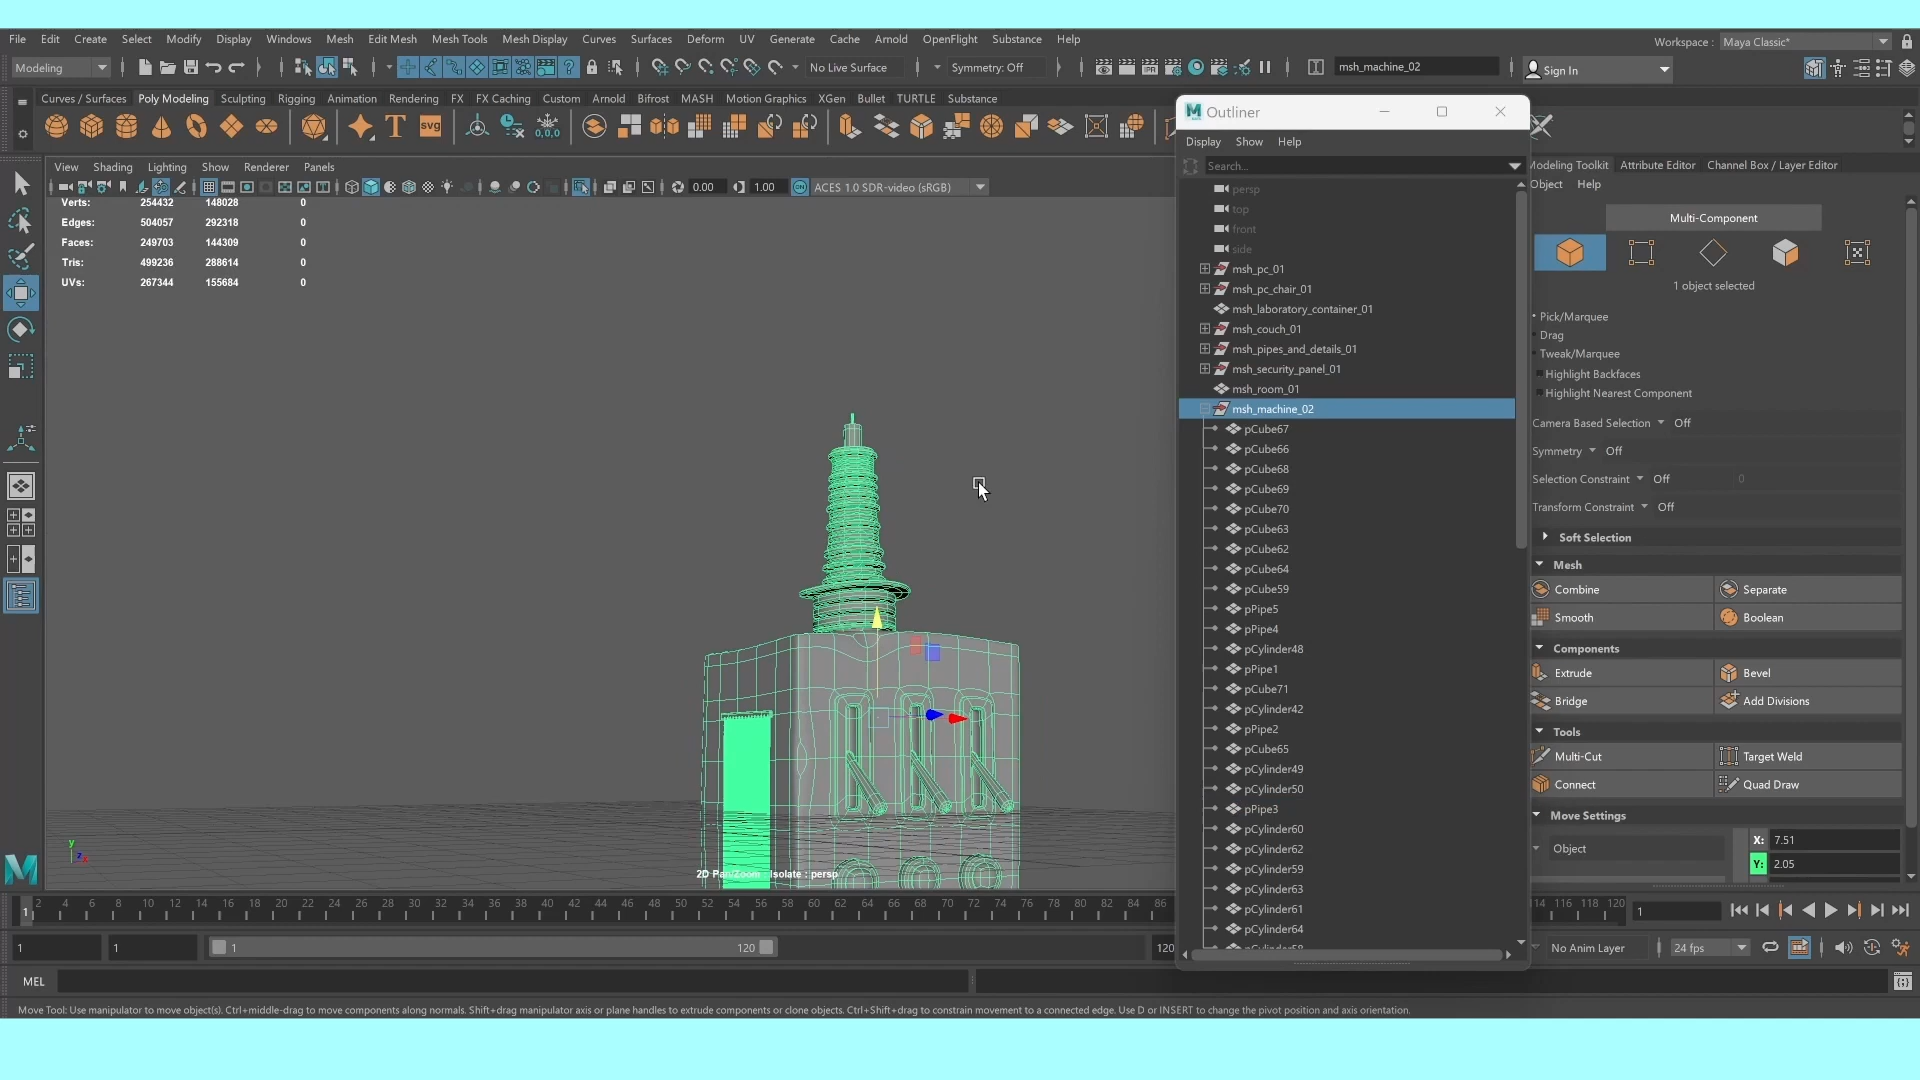 File Edit Create Select Modify Display Windows Mesh Edit Mesh Mesh Tools Mesh Display Curves Surfaces Deform UV Generate Cache Arnold OpenFlight Substance Help
Workspace : Maya Classic*
Modeling No Live Surface Symmetry: Off msh_machine_02 Sign In
Curves / Surfaces Poly Modeling Sculpting Rigging Animation Rendering FX FX Caching Custom Arnold Bifrost MASH Motion Graphics XGen Bullet TURTLE Substance
View Shading Lighting Show Renderer Panels
0.00 1.00 ACES 1.0 SDR-video (sRGB)
Verts: 254432 148028 0
Edges: 504057 292318 0
Faces: 249703 144309 0
Tris: 499236 288614 0
UVs: 267344 155684 0
2D Pan/Zoom : Isolate : persp
Outliner
Display Show Help
Search...
persp
top
front
side
msh_pc_01
msh_pc_chair_01
msh_laboratory_container_01
msh_couch_01
msh_pipes_and_details_01
msh_security_panel_01
msh_room_01
msh_machine_02
pCube67
pCube66
pCube68
pCube69
pCube70
pCube63
pCube62
pCube64
pCube59
pPipe5
pPipe4
pCylinder48
pPipe1
pCube71
pCylinder42
pPipe2
pCube65
pCylinder49
pCylinder50
pPipe3
pCylinder60
pCylinder62
pCylinder59
pCylinder63
pCylinder61
pCylinder64
pCylinder58
Modeling Toolkit Attribute Editor Channel Box / Layer Editor
Object Help
Multi-Component
1 object selected
Pick/Marquee
Drag
Tweak/Marquee
Highlight Backfaces
Highlight Nearest Component
Camera Based Selection Off
Symmetry Off
Selection Constraint Off 0
Transform Constraint Off
Soft Selection
Mesh
Combine Separate
Smooth Boolean
Components
Extrude Bevel
Bridge Add Divisions
Tools
Multi-Cut Target Weld
Connect Quad Draw
Move Settings
Object X: 7.51
Y: 2.05
1 2 4 6 8 10 12 14 16 18 20 22 24 26 28 30 32 34 36 38 40 42 44 46 48 50 52 54 56 58 60 62 64 66 68 70 72 74 76 78 80 82 84 86 114 116 118 120 1
1 1 1 120 120 No Anim Layer 24 fps
MEL
Move Tool: Use manipulator to move object(s). Ctrl+middle-drag to move components along normals. Shift+drag manipulator axis or plane handles to extrude components or clone objects. Ctrl+Shift+drag to constrain movement to a connected edge. Use D or INSERT to change the pivot position and axis orientation.